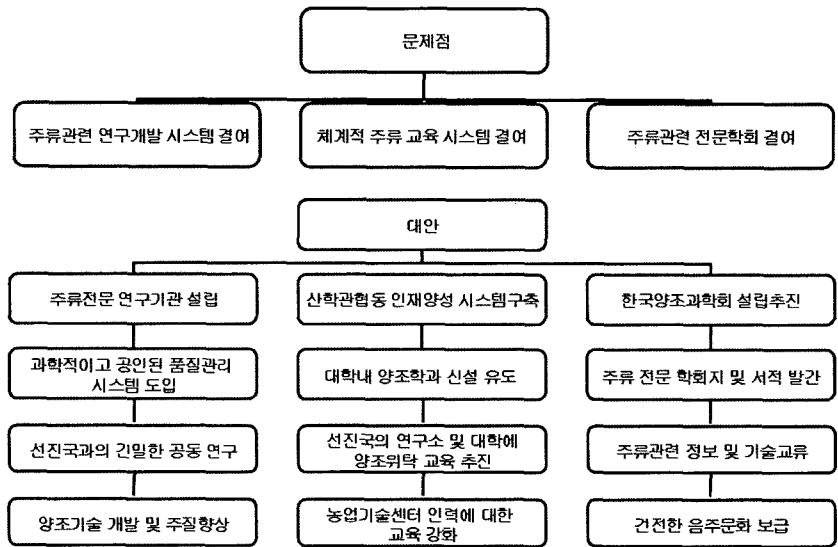 문제점
주류관련 연구개발 시스템 결여
체계적 주류 교육 시스템 결여
주류관련 전문학회 결여
대안
주류전문 연구기관 설립
산학관협동 인재양성 시스템구축
한국양조과학회 설립추진
과학적이고 공인된 품질관리
시스템 도입
대학내 양조학과 신설 유도
주류 전문 학회지 및 서적 발간
선진국과의 긴밀한 공동 연구
선진국의 연구소 및 대학에
양조위탁 교육 추진
주류관련 정보 및 기술교류
양조기술 개발 및 주질향상
농업기술센터 인력에 대한
교육 강화
건전한 음주문화 보급